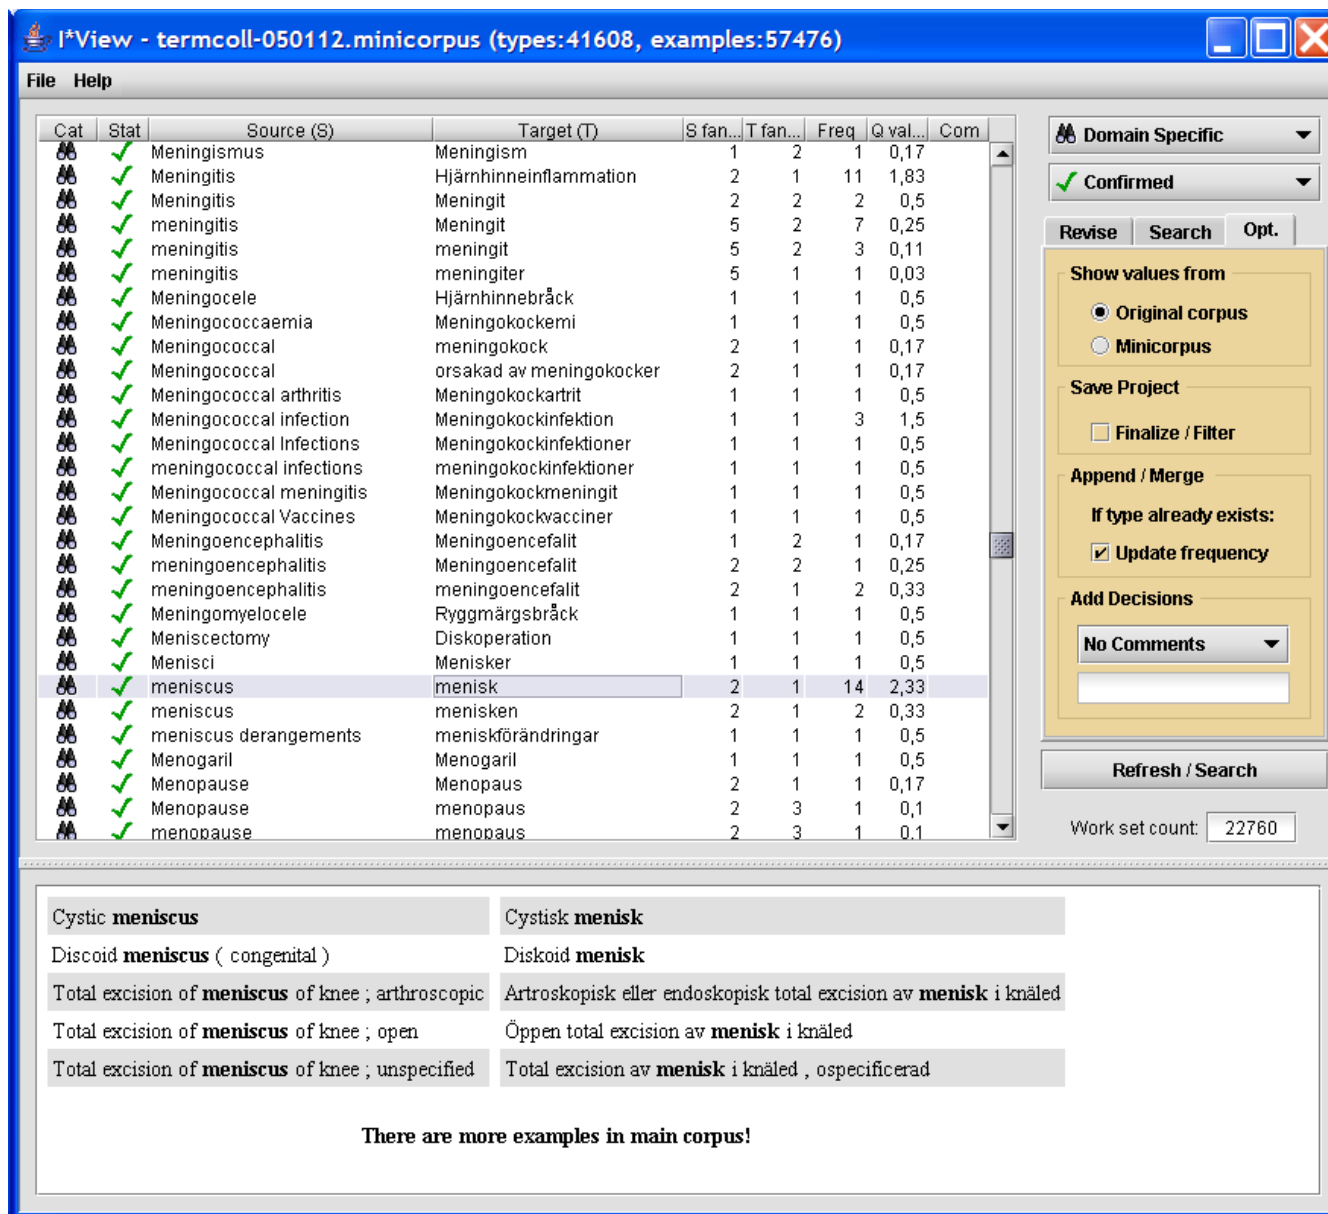 I*View - termcoll-050112.minicorpus (types:41608, examples:57476)
File Help
Cat Stat Source (S) Target (T) S fan... T fan... Freq Q val... Com
Meningismus Meningism 1 2 1 0,17
Meningitis Hjärnhinneinflammation 2 1 11 1,83
Meningitis Meningit 2 2 2 0,5
meningitis Meningit 5 2 7 0,25
meningitis meningit 5 2 3 0,11
meningitis meningiter 5 1 1 0,03
Meningocele Hjärnhinnebråck 1 1 1 0,5
Meningococcaemia Meningokockemi 1 1 1 0,5
Meningococcal meningokock 2 1 1 0,17
Meningococcal orsakad av meningokocker 2 1 1 0,17
Meningococcal arthritis Meningokockartrit 1 1 1 0,5
Meningococcal infection Meningokockinfektion 1 1 3 1,5
Meningococcal Infections Meningokockinfektioner 1 1 1 0,5
meningococcal infections meningokockinfektioner 1 1 1 0,5
Meningococcal meningitis Meningokockmeningit 1 1 1 0,5
Meningococcal Vaccines Meningokockvacciner 1 1 1 0,5
Meningoencephalitis Meningoencefalit 1 2 1 0,17
meningoencephalitis Meningoencefalit 2 2 1 0,25
meningoencephalitis meningoencefalit 2 1 2 0,33
Meningomyelocele Ryggmärgsbråck 1 1 1 0,5
Meniscectomy Diskoperation 1 1 1 0,5
Menisci Menisker 1 1 1 0,5
meniscus menisk 2 1 14 2,33
meniscus menisken 2 1 2 0,33
meniscus derangements meniskförändringar 1 1 1 0,5
Menogaril Menogaril 1 1 1 0,5
Menopause Menopaus 2 1 1 0,17
Menopause menopaus 2 3 1 0,1
menopause menopaus 2 3 1 0,1
Domain Specific
Confirmed
Revise Search Opt.
Show values from
Original corpus
Minicorpus
Save Project
Finalize / Filter
Append / Merge
If type already exists:
Update frequency
Add Decisions
No Comments
Refresh / Search
Work set count: 22760
Cystic meniscus Cystisk menisk
Discoid meniscus ( congenital ) Diskoid menisk
Total excision of meniscus of knee ; arthroscopic Artroskopisk eller endoskopisk total excision av menisk i knäled
Total excision of meniscus of knee ; open Öppen total excision av menisk i knäled
Total excision of meniscus of knee ; unspecified Total excision av menisk i knäled , ospecificerad
There are more examples in main corpus!